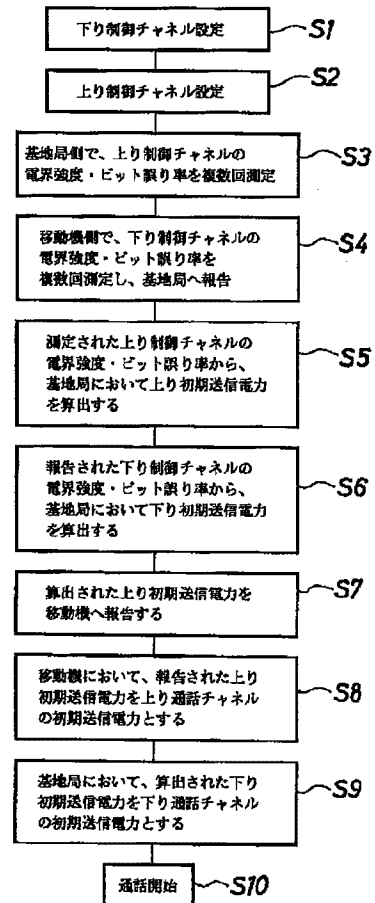 下り制御チャネル設定
S1
上り制御チャネル設定
S2
基地局側で、上り制御チャネルの
電界強度・ビット誤り率を複数回測定
S3
移動機側で、下り制御チャネルの
電界強度・ビット誤り率を
複数回測定し、基地局へ報告
S4
測定された上り制御チャネルの
電界強度・ビット誤り率から、
基地局において上り初期送信電力
を算出する
S5
報告された下り制御チャネルの
電界強度・ビット誤り率から、
基地局において下り初期送信電力
を算出する
S6
算出された上り初期送信電力を
移動機へ報告する
S7
移動機において、報告された上り
初期送信電力を上り通話チャネル
の初期送信電力とする
S8
基地局において、算出された下り
初期送信電力を下り通話チャネル
の初期送信電力とする
S9
通話開始
S10